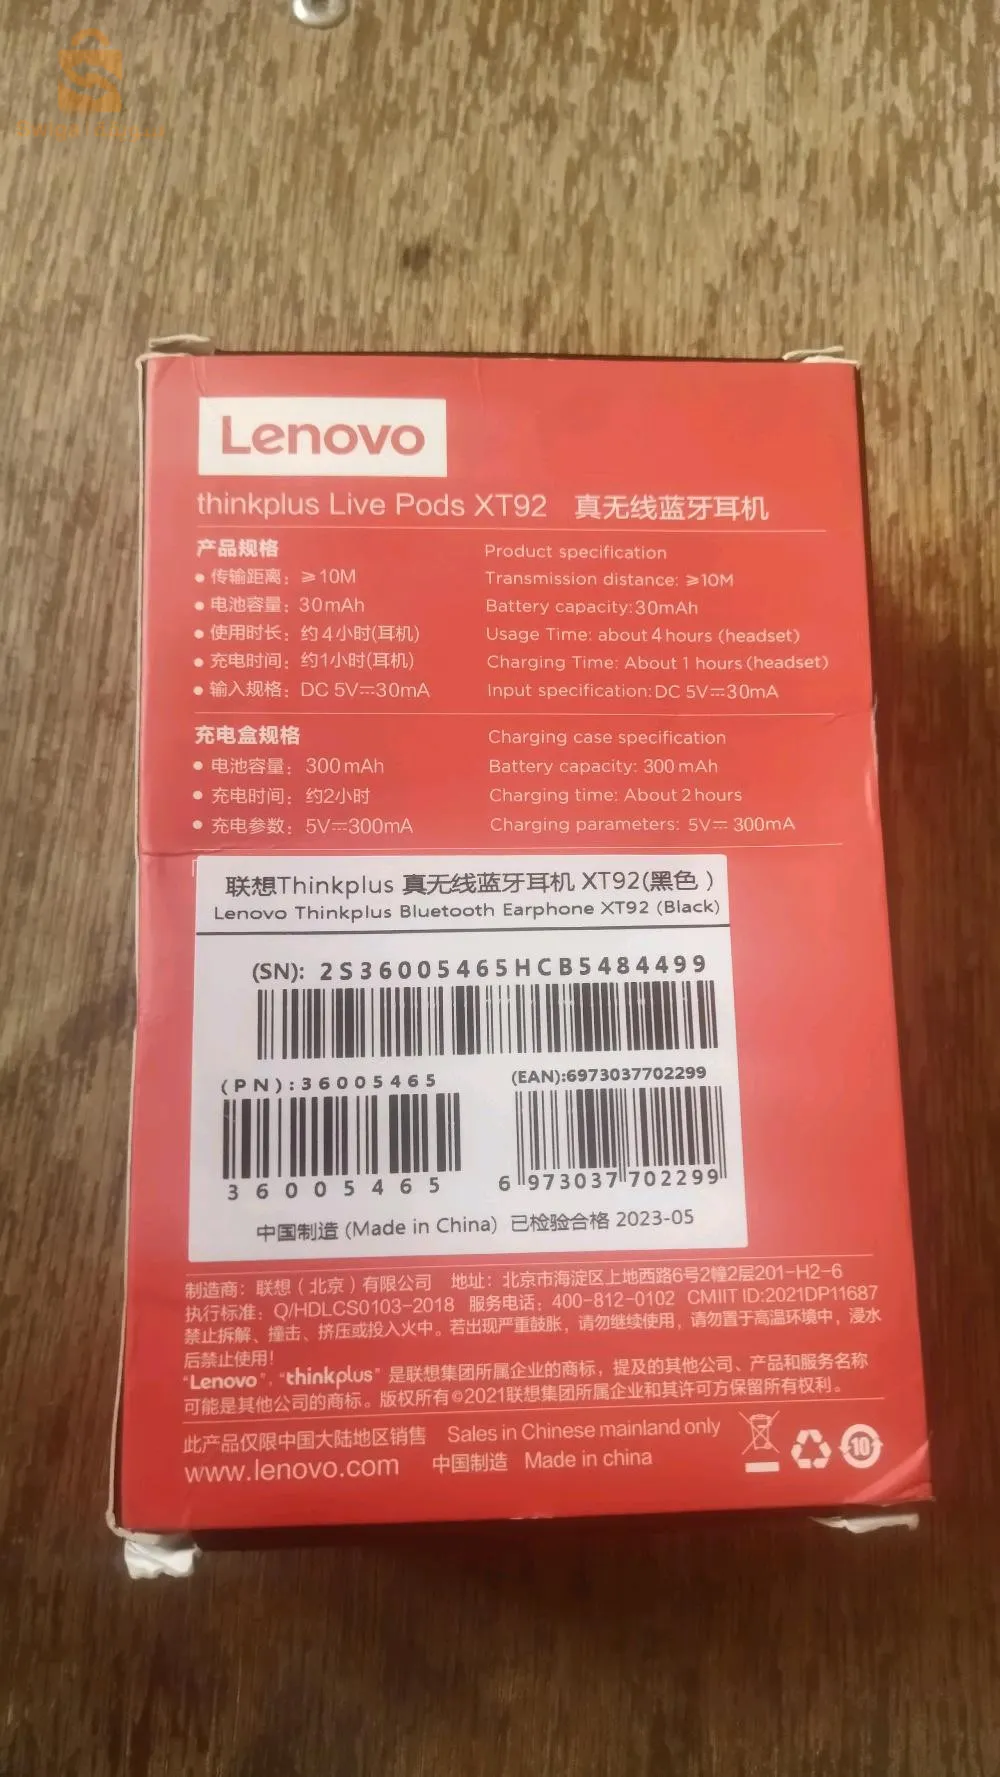 Lenovo
thinkplus Live Pods XT92 真无线蓝牙耳机
产品规格 Product specification
• 传输距离：≥10M Transmission distance: ≥10M
• 电池容量：30mAh Battery capacity:30mAh
• 使用时长：约4小时(耳机) Usage Time: about 4 hours (headset)
• 充电时间：约1小时(耳机) Charging Time: About 1 hours (headset)
• 输入规格：DC 5V⎓30mA Input specification:DC 5V⎓30mA
充电盒规格 Charging case specification
• 电池容量：300mAh Battery capacity: 300 mAh
• 充电时间：约2小时 Charging time: About 2 hours
• 充电参数：5V⎓300mA Charging parameters: 5V⎓ 300mA
联想Thinkplus 真无线蓝牙耳机 XT92(黑色 )
Lenovo Thinkplus Bluetooth Earphone XT92 (Black)
(SN): 2S36005465HCB5484499
(PN):36005465 (EAN):6973037702299
36005465 6 973037 702299
中国制造 (Made in China) 已检验合格 2023-05
制造商：联想（北京）有限公司 地址：北京市海淀区上地西路6号2幢2层201-H2-6
执行标准：Q/HDLCS0103-2018 服务电话：400-812-0102 CMIIT ID:2021DP11687
禁止拆解、撞击、挤压或投入火中。若出现严重鼓胀，请勿继续使用，请勿置于高温环境中，浸水
后禁止使用！
“Lenovo”，“thinkplus” 是联想集团所属企业的商标，提及的其他公司、产品和服务名称
可能是其他公司的商标。版权所有©2021联想集团所属企业和其许可方保留所有权利。
此产品仅限中国大陆地区销售 Sales in Chinese mainland only
www.lenovo.com 中国制造 Made in china
10